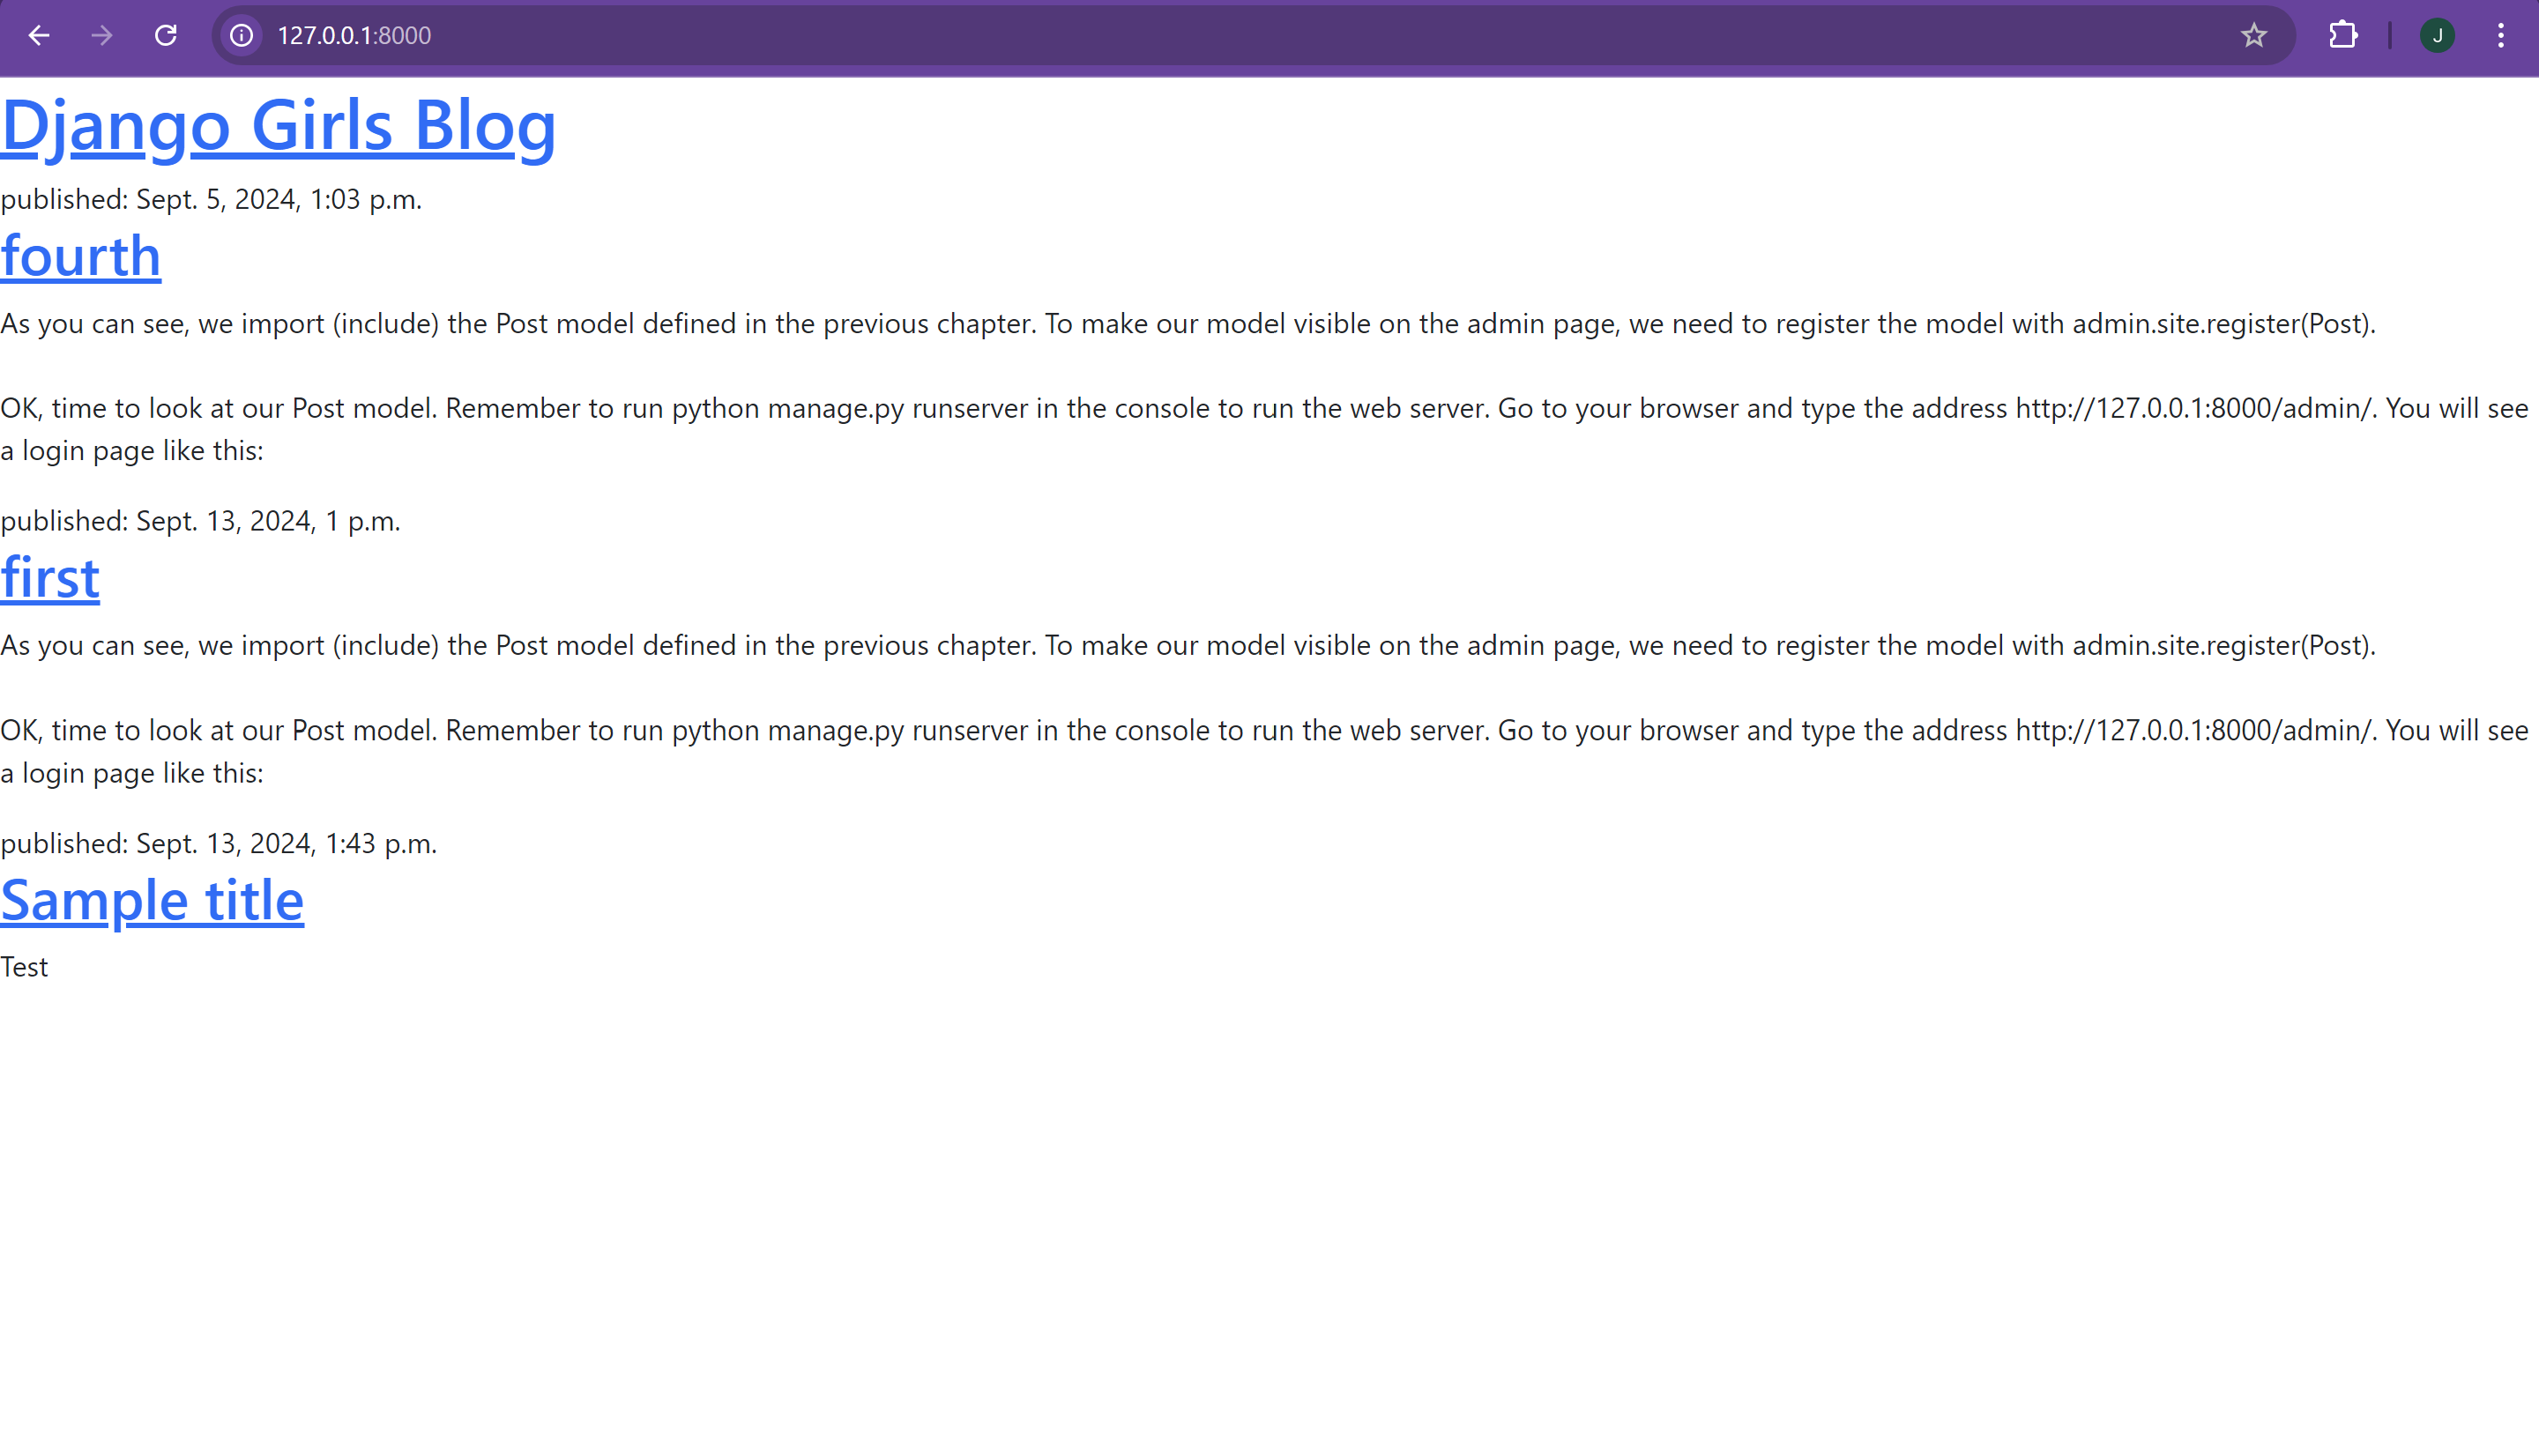 127.0.0.1:8000
J
Django Girls Blog
published: Sept. 5, 2024, 1:03 p.m.
fourth
As you can see, we import (include) the Post model defined in the previous chapter. To make our model visible on the admin page, we need to register the model with admin.site.register(Post).
OK, time to look at our Post model. Remember to run python manage.py runserver in the console to run the web server. Go to your browser and type the address http://127.0.0.1:8000/admin/. You will see
a login page like this:
published: Sept. 13, 2024, 1 p.m.
first
As you can see, we import (include) the Post model defined in the previous chapter. To make our model visible on the admin page, we need to register the model with admin.site.register(Post).
OK, time to look at our Post model. Remember to run python manage.py runserver in the console to run the web server. Go to your browser and type the address http://127.0.0.1:8000/admin/. You will see
a login page like this:
published: Sept. 13, 2024, 1:43 p.m.
Sample title
Test